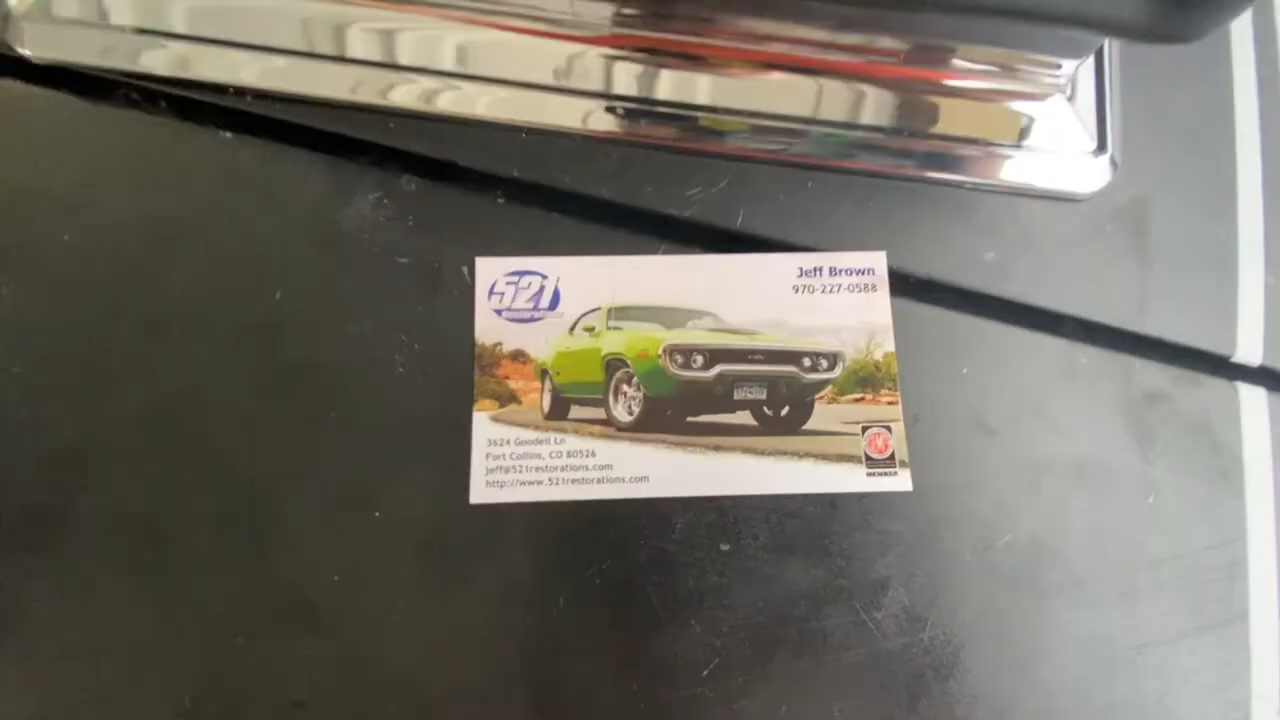 521
Restorations
Jeff Brown
970-227-0588
3624 Goodell Ln
Fort Collins, CO 80526
jeff@521restorations.com
http://www.521restorations.com
MEMBER